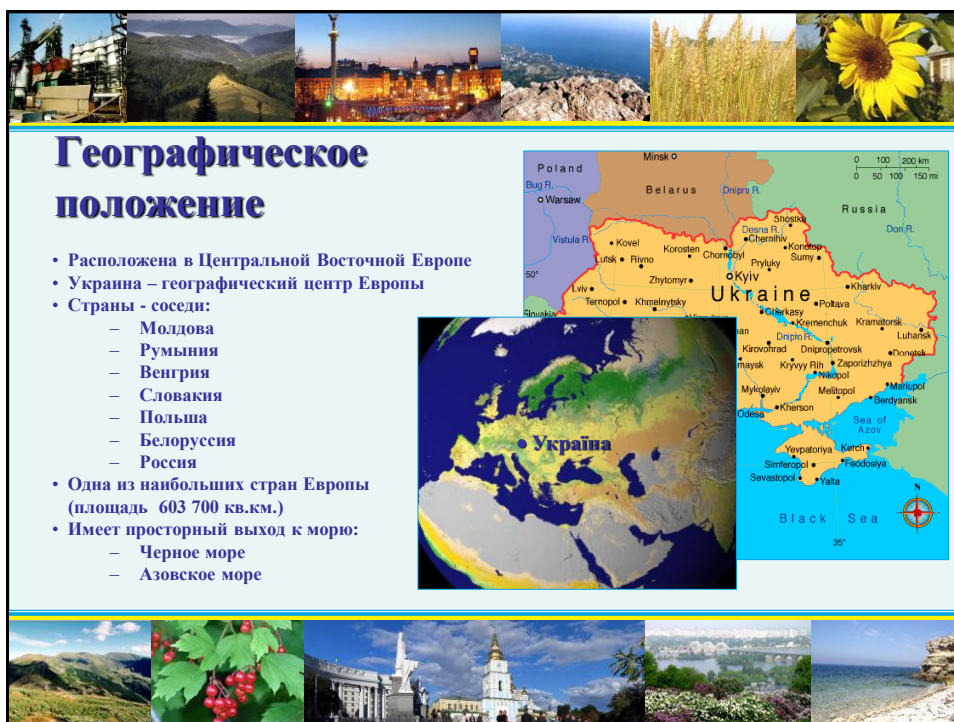 Географическое
положение
• Расположена в Центральной Восточной Европе
• Украина – географический центр Европы
• Страны - соседи:
– Молдова
– Румыния
– Венгрия
– Словакия
– Польша
– Белоруссия
– Россия
• Одна из наибольших стран Европы
(площадь 603 700 кв.км.)
• Имеет просторный выход к морю:
– Черное море
– Азовское море
Poland
Minsk
0 100 200 km
0 50 100 150 mi
Bug R.
Belarus
Dnipro R.
Warsaw
Russia
Shostka
Desna R.
Don R.
Vistula R.
Kovel
Chernihiv
Korosten
Chornobyl
Konotop
Lutsk
Rivno
Pryluky
Sumy
50°
Zhytomyr
Kyiv
Lviv
Kharkiv
Ukraine
Ternopol
Khmelnytsky
Poltava
Slovakia
Cherkasy
Kremenchuk
Kramatorsk
Luhansk
Dnipro R.
Kirovohrad
Dnipropetrovsk
Donetsk
Zaporizhzhya
maysk
Kryvyy Rih
Nikopol
Mykolayiv
Melitopol
Mariupol
Berdyansk
Odesa
Kherson
Sea of
Azov
Україна
Yevpatoriya
Kerch
Simferopol
Feodosiya
Sevastopol
Yalta
N
Black Sea
35°